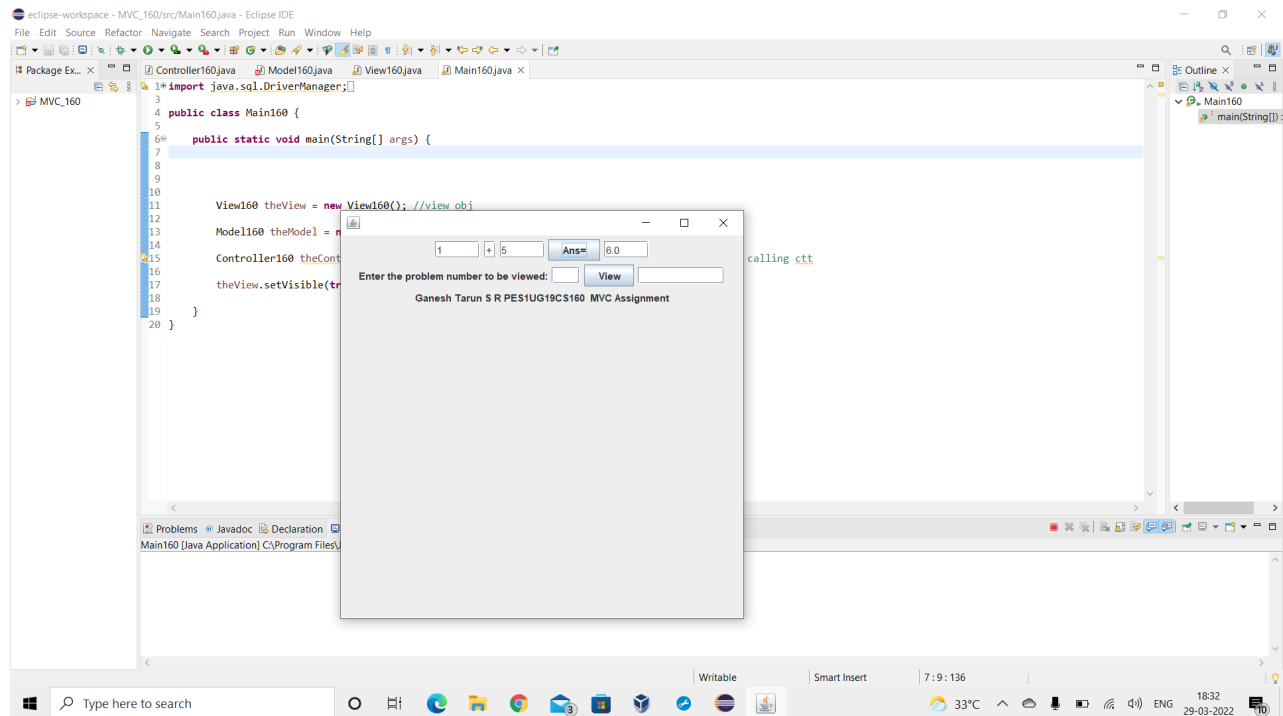 eclipse-workspace - MVC_160/src/Main160.java - Eclipse IDE
File Edit Source Refactor Navigate Search Project Run Window Help
Package Ex...
Controller160.java Model160.java View160.java Main160.java
Outline
MVC_160
Main160
main(String[]) :
1 import java.sql.DriverManager;
3
4 public class Main160 {
5
6 public static void main(String[] args) {
7
8
9
10
11 View160 theView = new View160(); //view obj
12
13 Model160 theModel = n
14
15 Controller160 theCont calling ctt
16
17 theView.setVisible(tr
18
19 }
20 }
1 + 5 Ans= 6.0
Enter the problem number to be viewed: View
Ganesh Tarun S R PES1UG19CS160 MVC Assignment
Problems Javadoc Declaration
Main160 [Java Application] C:\Program Files\J
Writable Smart Insert 7 : 9 : 136
Type here to search
3
33°C ENG
18:32
29-03-2022
10